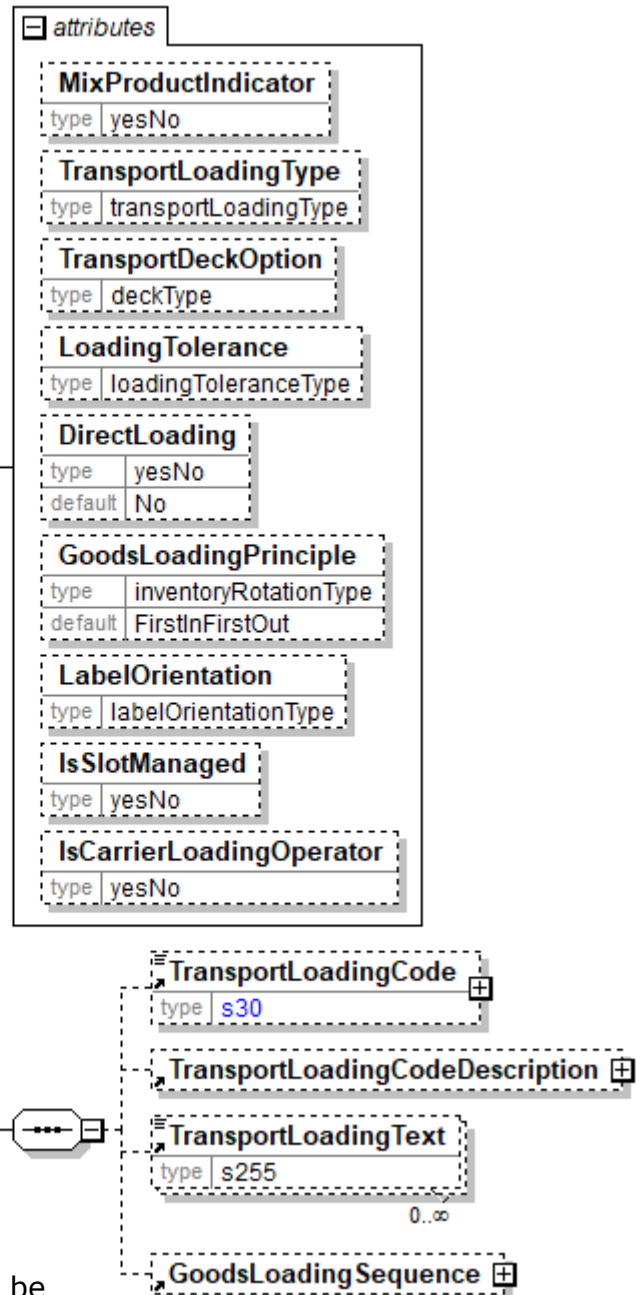 attributes
MixProductIndicator
type yesNo
TransportLoadingType
type transportLoadingType
TransportDeckOption
type deckType
LoadingTolerance
type loadingToleranceType
DirectLoading
type yesNo
default No
GoodsLoadingPrinciple
type inventoryRotationType
default FirstInFirstOut
LabelOrientation
type labelOrientationType
IsSlotManaged
type yesNo
IsCarrierLoadingOperator
type yesNo
TransportLoadingCode
type s30
TransportLoadingCodeDescription
TransportLoadingText
type s255
0..∞
GoodsLoadingSequence
be